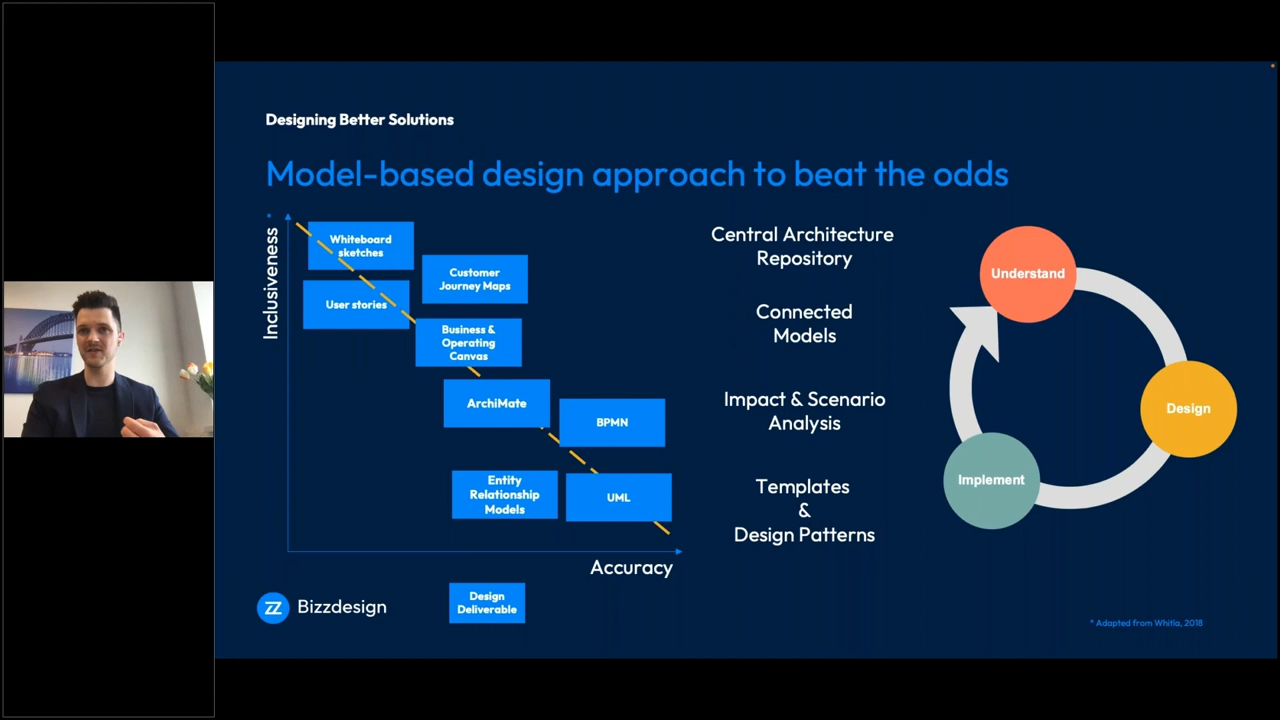 Designing Better Solutions
Model-based design approach to beat the odds
*
Inclusiveness
Whiteboard
sketches
Customer
Journey Maps
User stories
Business &
Operating
Canvas
ArchiMate
BPMN
Entity
Relationship
Models
UML
Accuracy
Design
Deliverable
Central Architecture
Repository
Connected
Models
Impact & Scenario
Analysis
Templates
&
Design Patterns
Understand
Design
Implement
Bizzdesign
* Adapted from Whitla, 2018